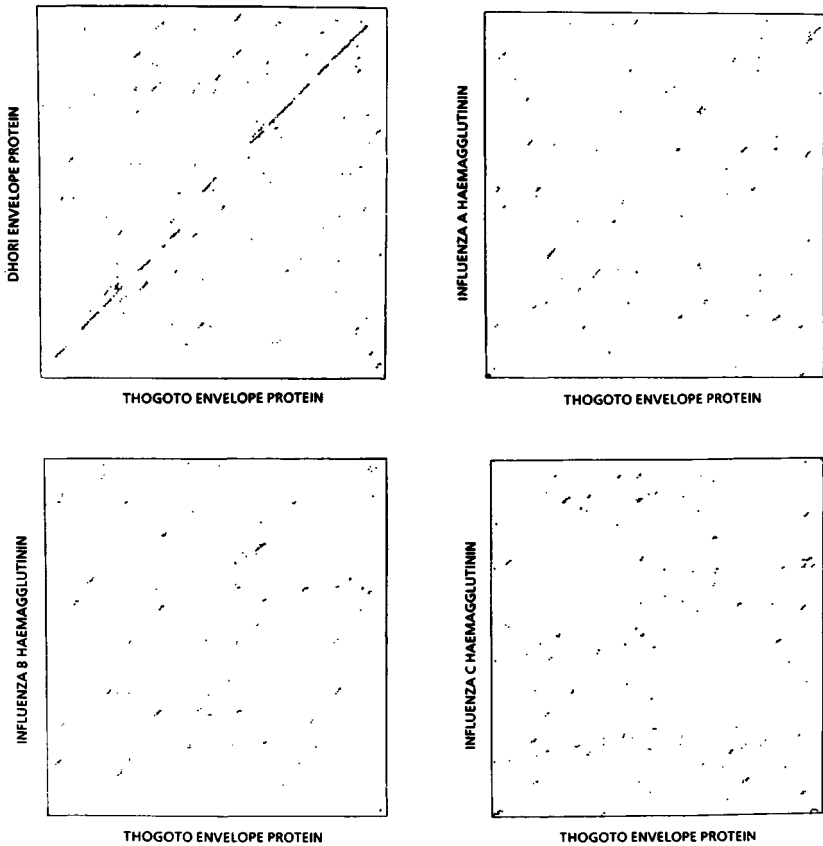 DHORI ENVELOPE PROTEIN
THOGOTO ENVELOPE PROTEIN
INFLUENZA A HAEMAGGLUTININ
THOGOTO ENVELOPE PROTEIN
INFLUENZA B HAEMAGGLUTININ
THOGOTO ENVELOPE PROTEIN
INFLUENZA C HAEMAGGLUTININ
THOGOTO ENVELOPE PROTEIN